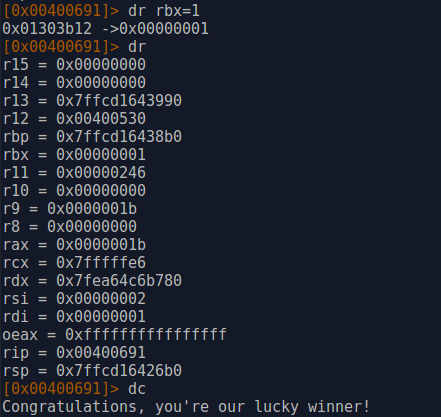 [0x00400691]> dr rbx=1
0x01303b12 ->0x00000001
[0x00400691]> dr
r15 = 0x00000000
r14 = 0x00000000
r13 = 0x7ffcd1643990
r12 = 0x00400530
rbp = 0x7ffcd16438b0
rbx = 0x00000001
r11 = 0x00000246
r10 = 0x00000000
r9 = 0x0000001b
r8 = 0x00000000
rax = 0x0000001b
rcx = 0x7fffffe6
rdx = 0x7fea64c6b780
rsi = 0x00000002
rdi = 0x00000001
oeax = 0xffffffffffffffff
rip = 0x00400691
rsp = 0x7ffcd16426b0
[0x00400691]> dc
Congratulations, you're our lucky winner!